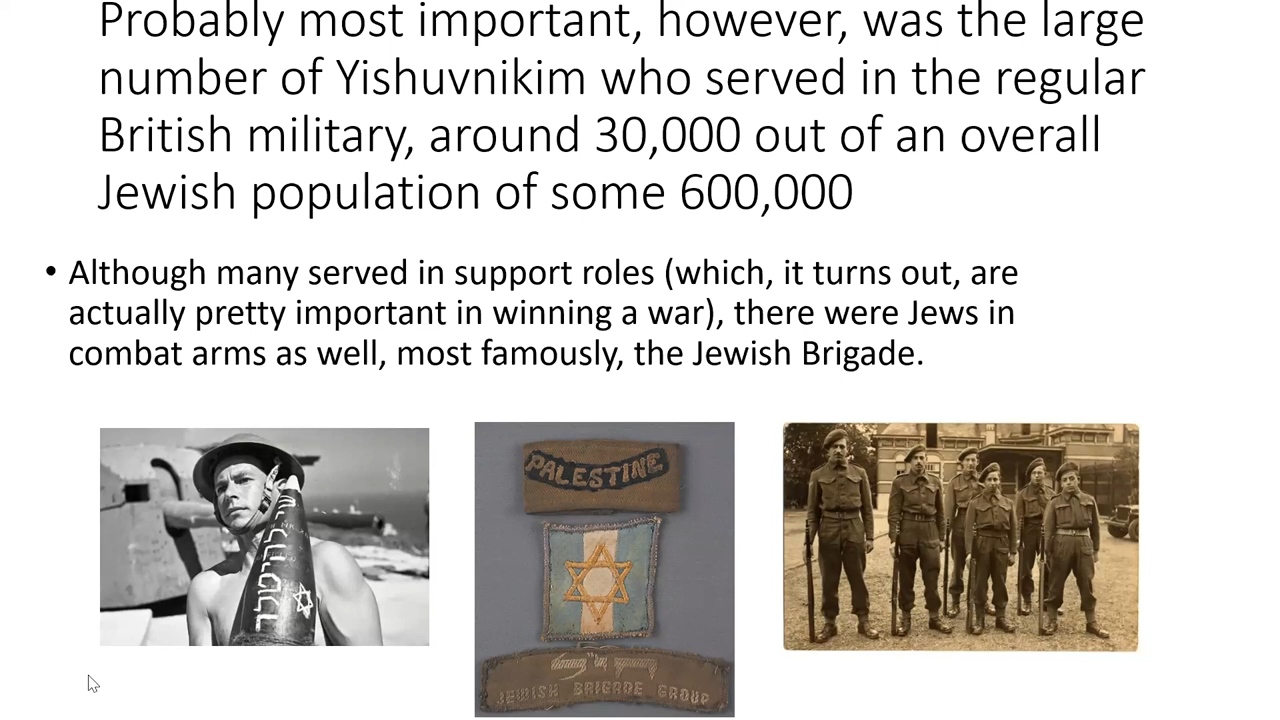 Probably most important, however, was the large
number of Yishuvnikim who served in the regular
British military, around 30,000 out of an overall
Jewish population of some 600,000
• Although many served in support roles (which, it turns out, are
actually pretty important in winning a war), there were Jews in
combat arms as well, most famously, the Jewish Brigade.
שי להיטלר
PALESTINE
JEWISH BRIGADE GROUP